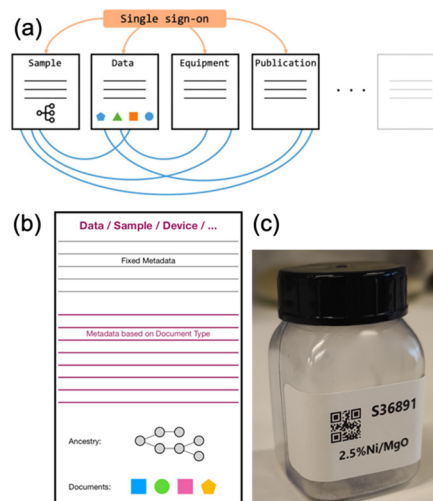 (a)
Single sign-on
Sample
Data
Equipment
Publication
. . .
(b)
Data / Sample / Device / ...
Fixed Metadata
Metadata based on Document Type
Ancestry:
Documents:
(c)
S36891
2.5%Ni/MgO